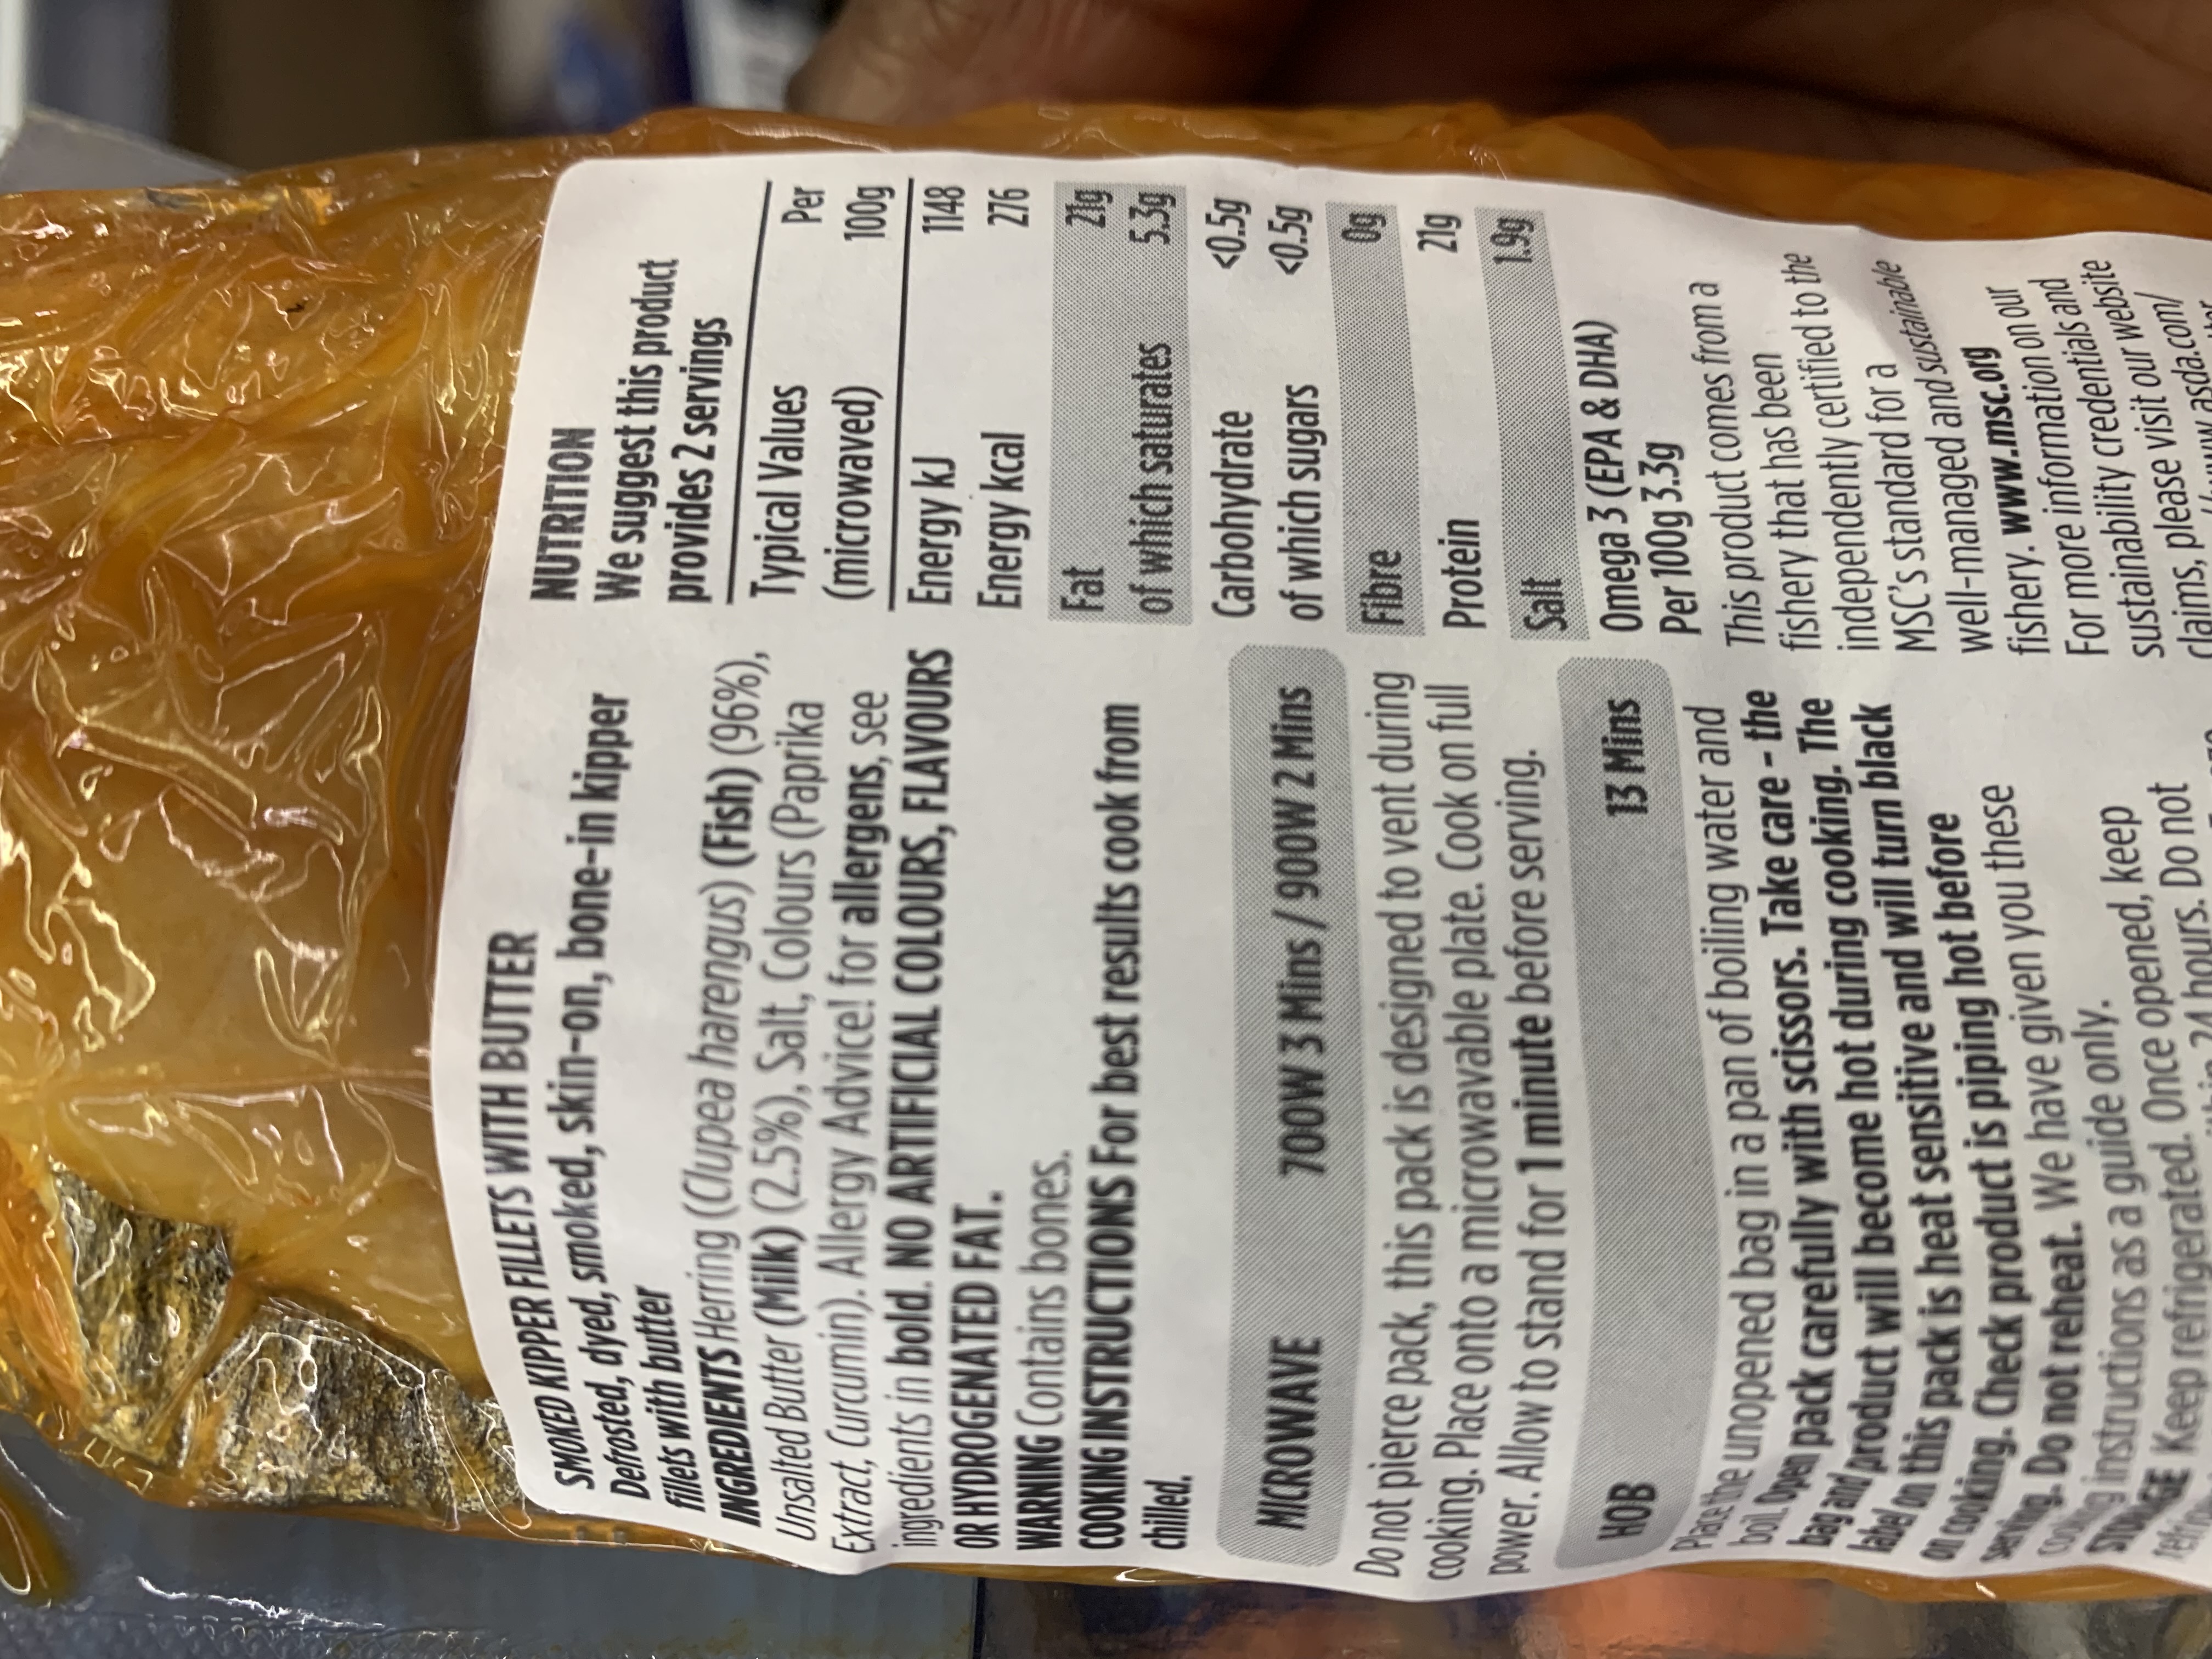 SMOKED KIPPER FILLETS WITH BUTTER
Defrosted, dyed, smoked, skin-on, bone-in kipper
fillets with butter
INGREDIENTS Herring (Clupea harengus) (Fish) (96%),
Unsalted Butter (Milk) (2.5%), Salt, Colours (Paprika
Extract, Curcumin). Allergy Advice! for allergens, see
ingredients in bold. NO ARTIFICIAL COLOURS, FLAVOURS
OR HYDROGENATED FAT.
WARNING Contains bones.
COOKING INSTRUCTIONS For best results cook from
chilled.
MICROWAVE 700W 3 Mins / 900W 2 Mins
Do not pierce pack, this pack is designed to vent during
cooking. Place onto a microwavable plate. Cook on full
power. Allow to stand for 1 minute before serving.
HOB 13 Mins
Place the unopened bag in a pan of boiling water and
boil. Open pack carefully with scissors. Take care - the
bag and product will become hot during cooking. The
label on this pack is heat sensitive and will turn black
on cooking. Check product is piping hot before
serving. Do not reheat. We have given you these
cooking instructions as a guide only.
STORAGE Keep refrigerated. Once opened, keep
24 hours. Do not
NUTRITION
We suggest this product
provides 2 servings
Typical Values Per
(microwaved) 100g
Energy kJ 1148
Energy kcal 276
Fat 21g
of which saturates 5.3g
Carbohydrate <0.5g
of which sugars <0.5g
Fibre 0g
Protein 21g
Salt 1.9g
Omega 3 (EPA & DHA)
Per 100g 3.3g
This product comes from a
fishery that has been
independently certified to the
MSC's standard for a
well-managed and sustainable
fishery. www.msc.org
For more information on our
sustainability credentials and
claims, please visit our website
asda.com/